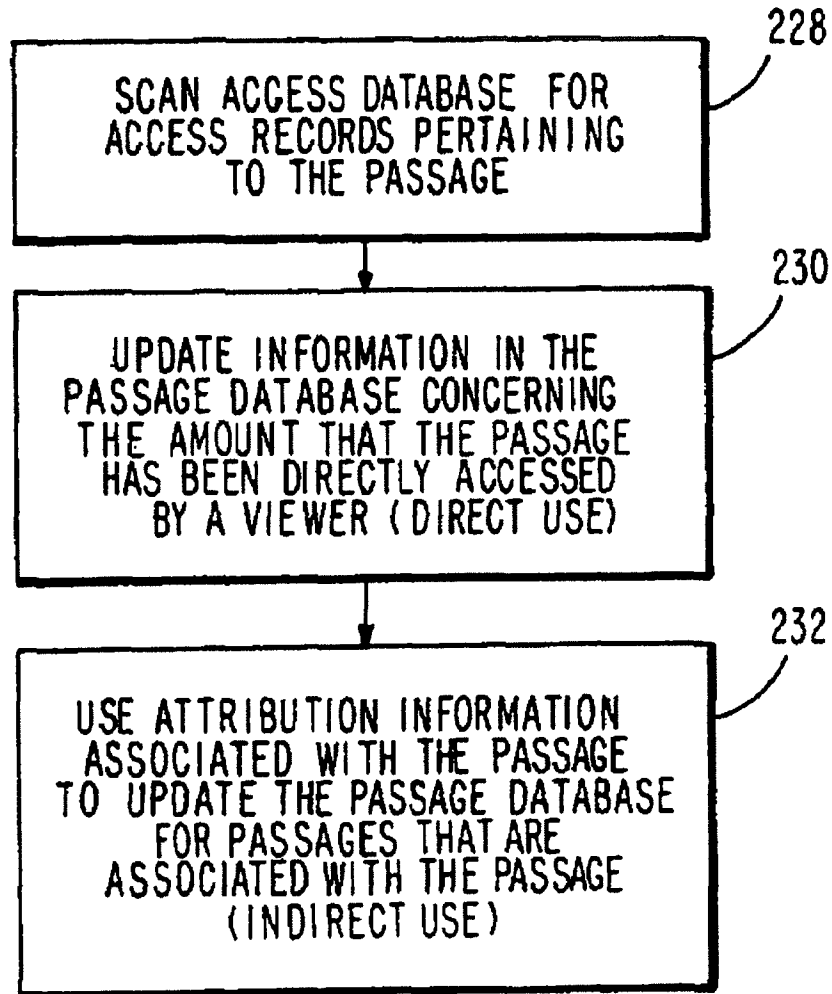 228
SCAN ACCESS DATABASE FOR
ACCESS RECORDS PERTAINING
TO THE PASSAGE
230
UPDATE INFORMATION IN THE
PASSAGE DATABASE CONCERNING
THE AMOUNT THAT THE PASSAGE
HAS BEEN DIRECTLY ACCESSED
BY A VIEWER (DIRECT USE)
232
USE ATTRIBUTION INFORMATION
ASSOCIATED WITH THE PASSAGE
TO UPDATE THE PASSAGE DATABASE
FOR PASSAGES THAT ARE
ASSOCIATED WITH THE PASSAGE
(INDIRECT USE)